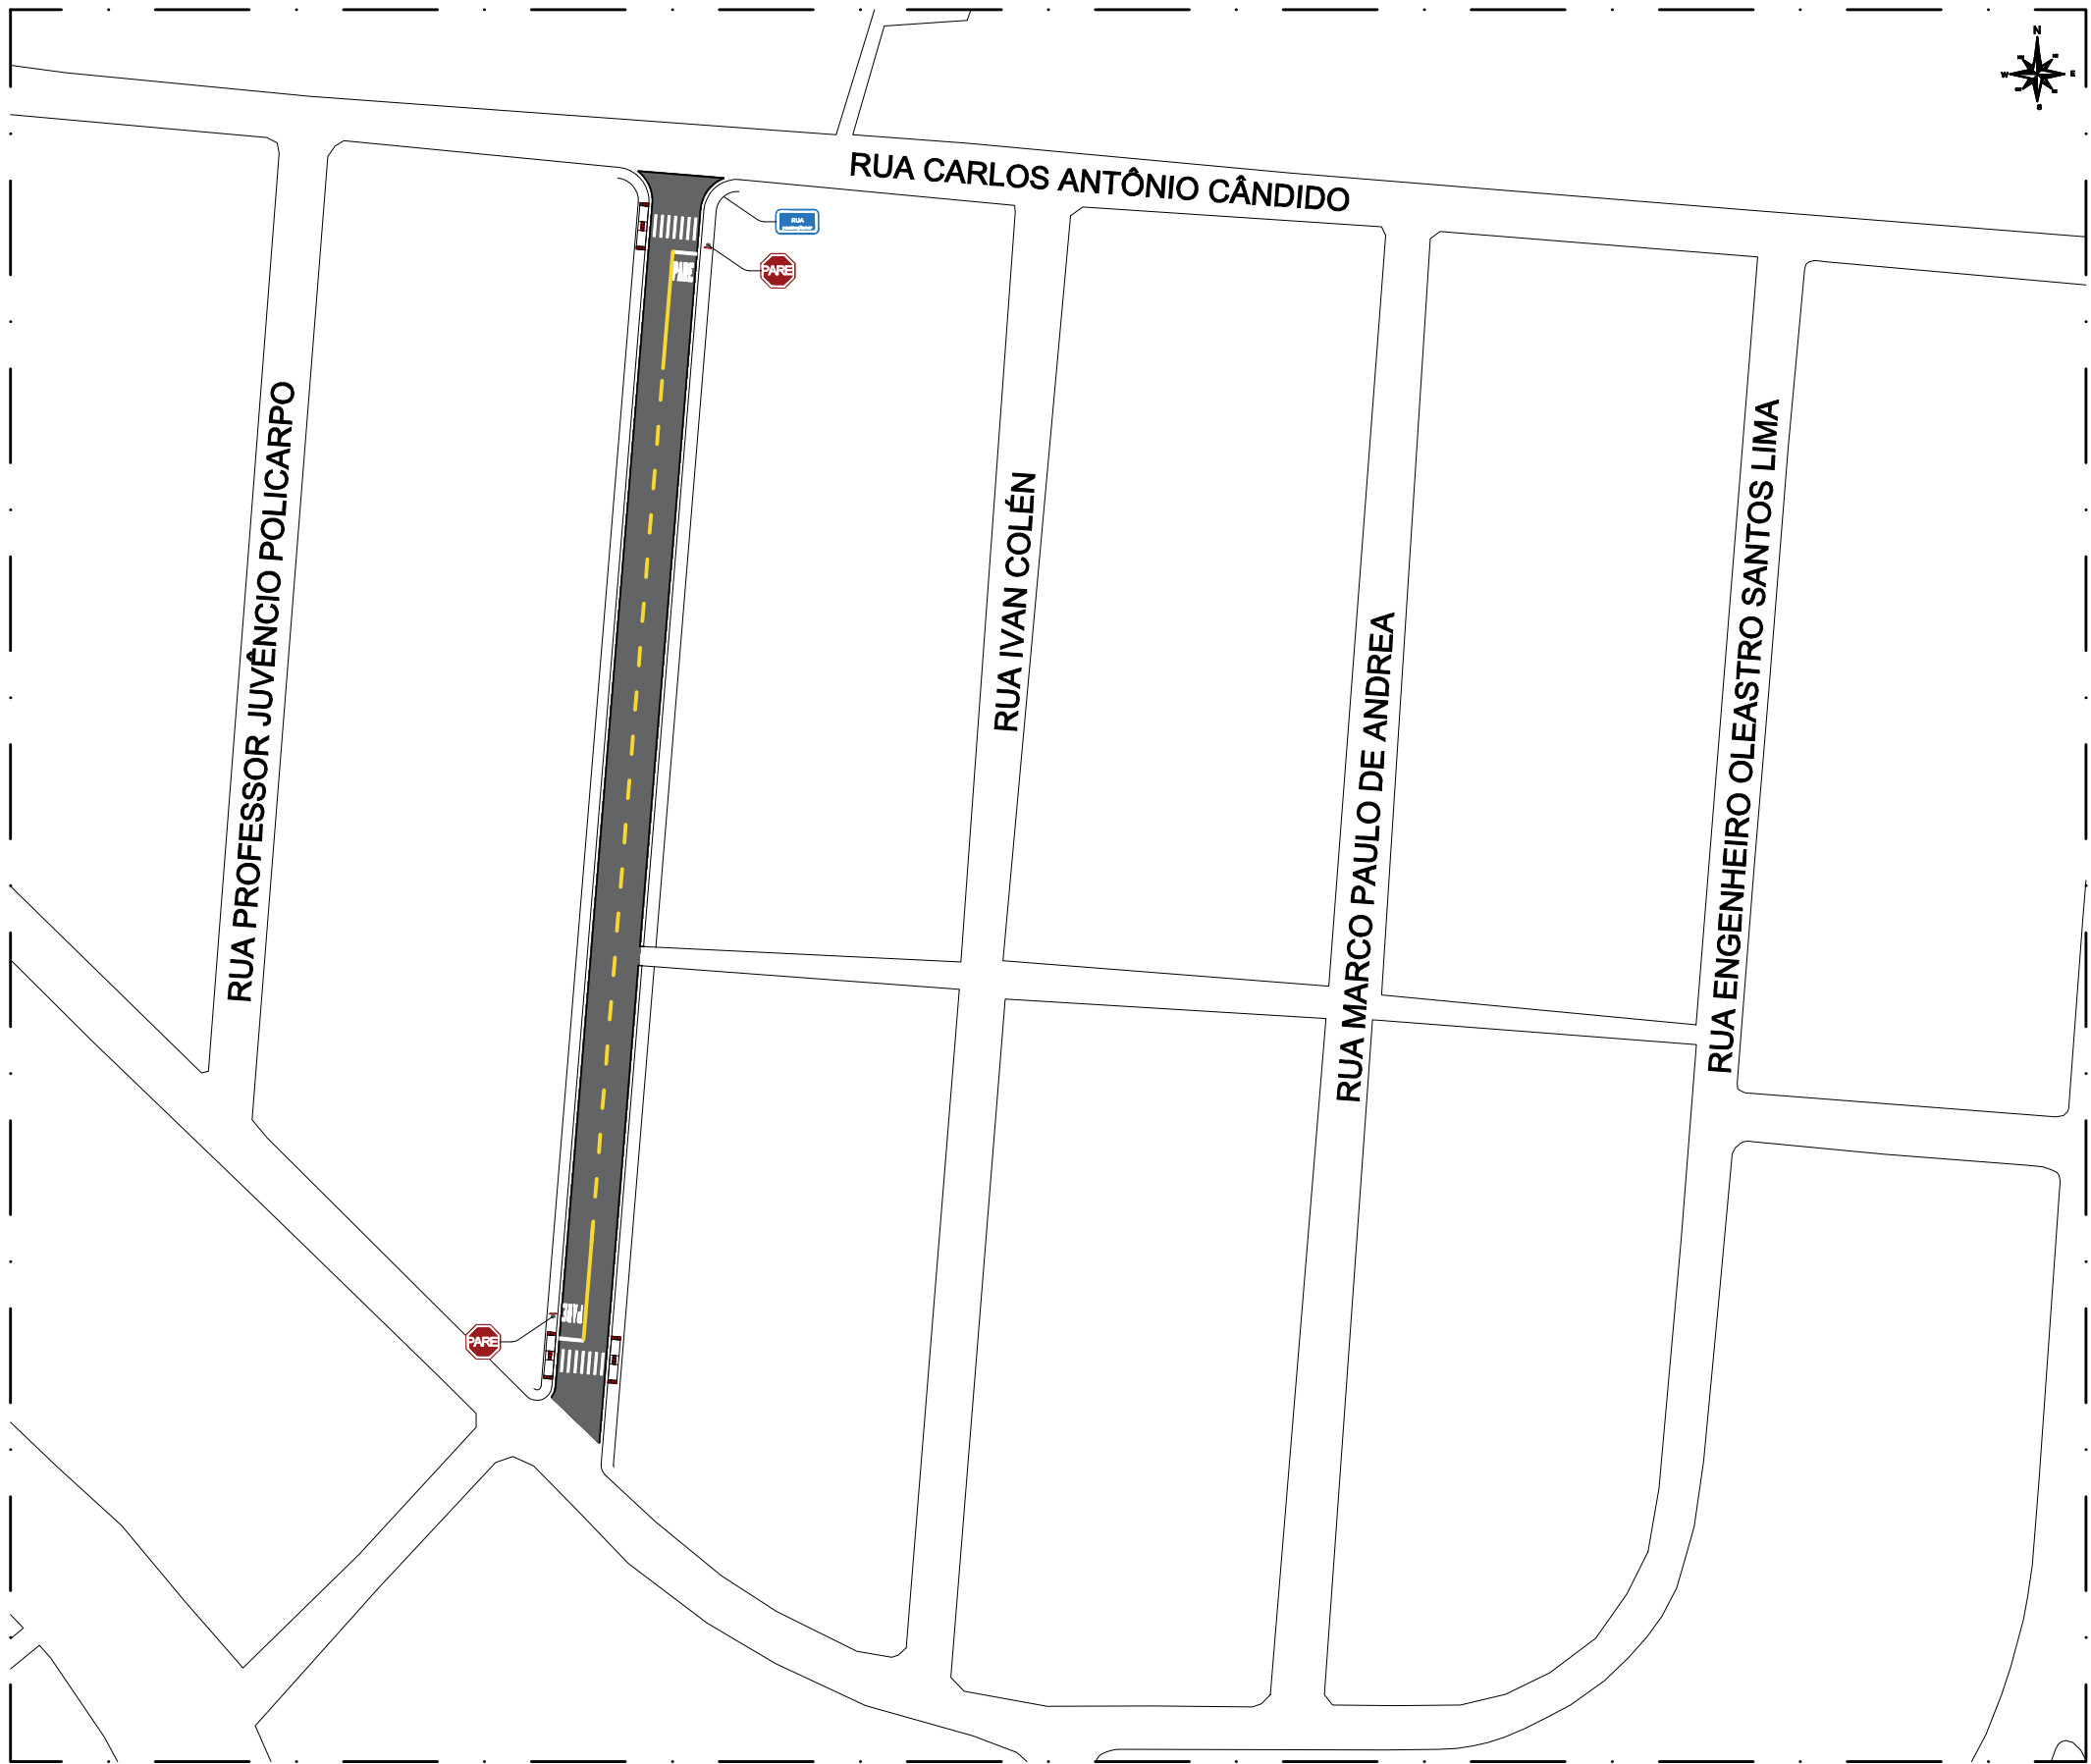 N
W
E
S
RUA CARLOS ANTÔNIO CÂNDIDO
RUA
PARE
PARE
RUA PROFESSOR JUVÊNCIO POLICARPO
RUA IVAN COLÉN
RUA MARCO PAULO DE ANDREA
RUA ENGENHEIRO OLEASTRO SANTOS LIMA
PARE
PARE